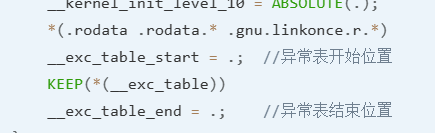 __kernel_init_level_10 = ABSOLUTE(.);
*(.rodata .rodata.* .gnu.linkonce.r.*)
__exc_table_start = .;  //异常表开始位置
KEEP(*(__exc_table))
__exc_table_end = .;    //异常表结束位置